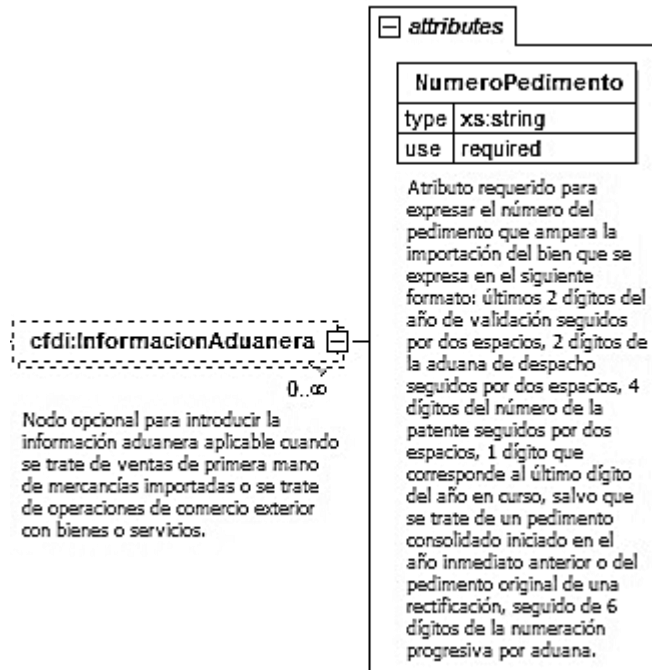 attributes
NumeroPedimento
type xs:string
use required
Atributo requerido para
expresar el número del
pedimento que ampara la
importación del bien que se
expresa en el siguiente
formato: últimos 2 dígitos del
año de validación seguidos
por dos espacios, 2 dígitos de
la aduana de despacho
seguidos por dos espacios, 4
dígitos del número de la
patente seguidos por dos
espacios, 1 dígito que
corresponde al último dígito
del año en curso, salvo que
se trate de un pedimento
consolidado iniciado en el
año inmediato anterior o del
pedimento original de una
rectificación, seguido de 6
dígitos de la numeración
progresiva por aduana.
cfdi:InformacionAduanera
0..∞
Nodo opcional para introducir la
información aduanera aplicable cuando
se trate de ventas de primera mano
de mercancías importadas o se trate
de operaciones de comercio exterior
con bienes o servicios.